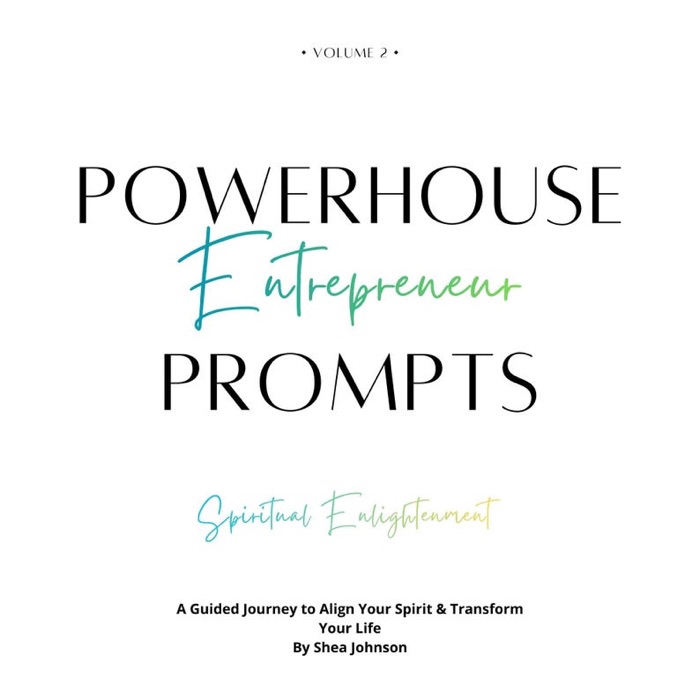 • VOLUME 2 •
POWERHOUSE
Entrepreneur
PROMPTS
Spiritual Enlightenment
A Guided Journey to Align Your Spirit & Transform
Your Life
By Shea Johnson